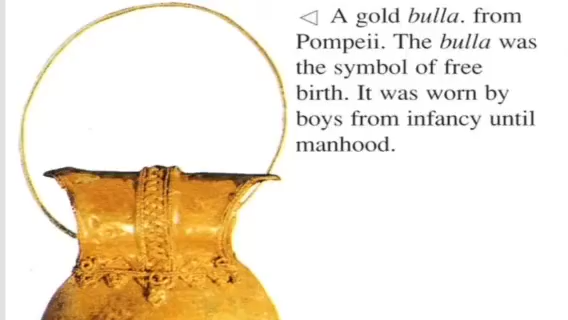 ◁ A gold bulla. from
Pompeii. The bulla was
the symbol of free
birth. It was worn by
boys from infancy until
manhood.